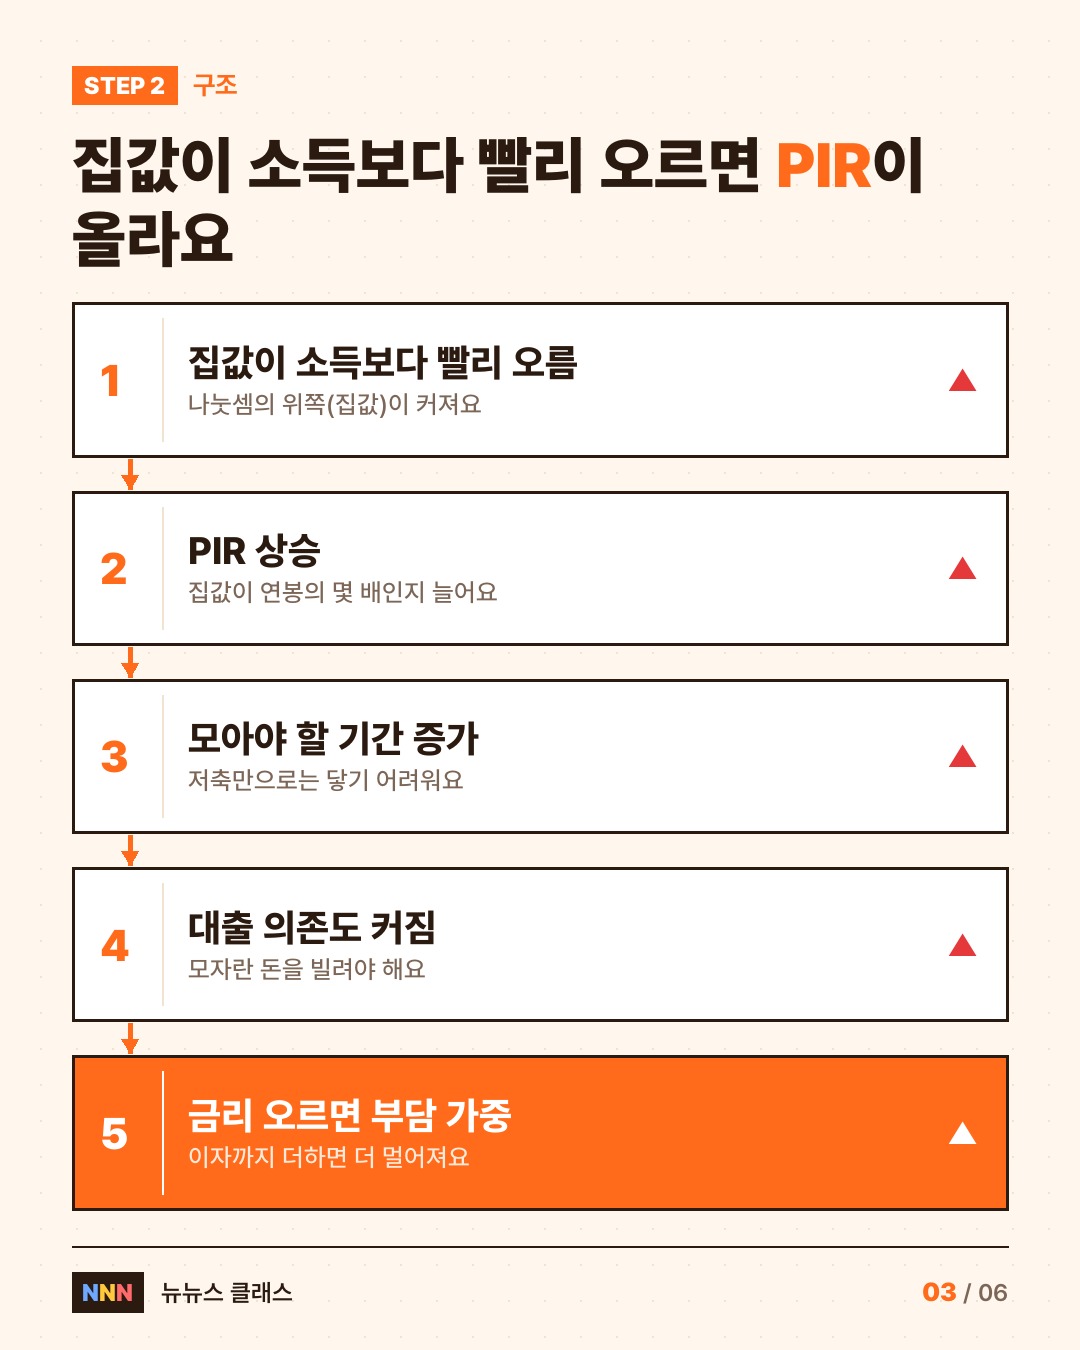 STEP 2 구조
집값이 소득보다 빨리 오르면 PIR이
올라요
1
집값이 소득보다 빨리 오름
나눗셈의 위쪽(집값)이 커져요
2
PIR 상승
집값이 연봉의 몇 배인지 늘어요
3
모아야 할 기간 증가
저축만으로는 닿기 어려워요
4
대출 의존도 커짐
모자란 돈을 빌려야 해요
5
금리 오르면 부담 가중
이자까지 더하면 더 멀어져요
NNN 뉴뉴스 클래스
03 / 06